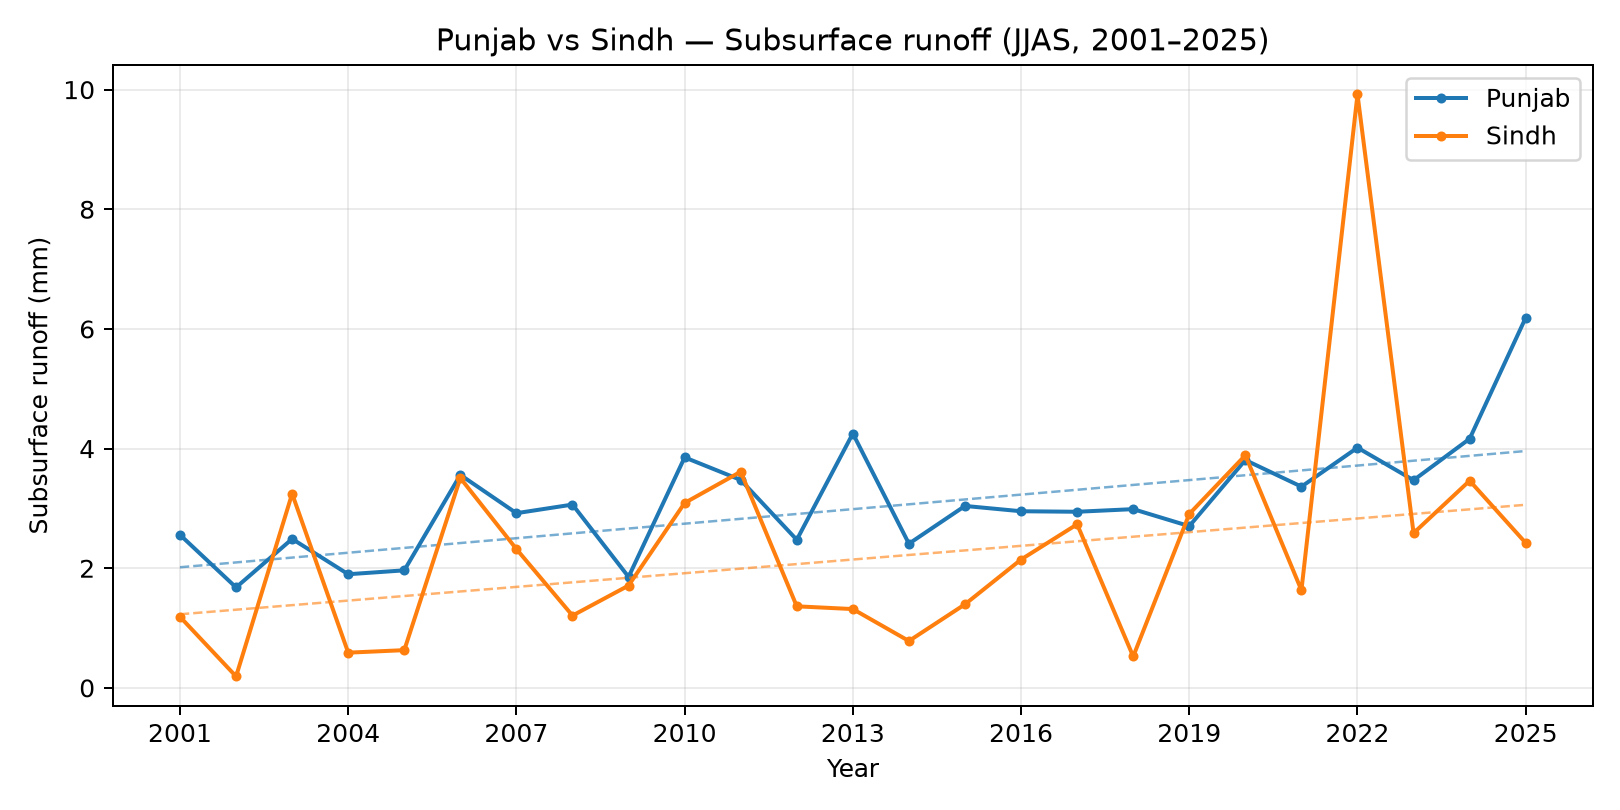 Punjab vs Sindh — Subsurface runoff (JJAS, 2001–2025)
Punjab
Sindh
Subsurface runoff (mm)
10
8
6
4
2
0
2001 2004 2007 2010 2013 2016 2019 2022 2025
Year